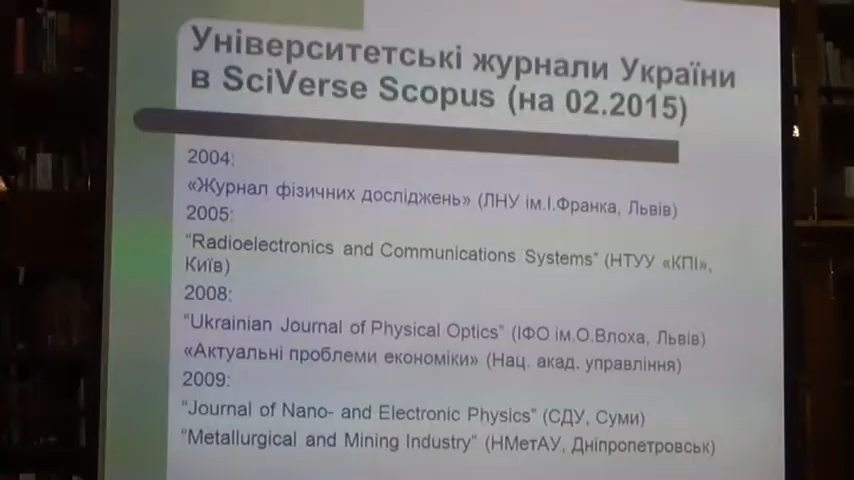 Університетські журнали України
в SciVerse Scopus (на 02.2015)
2004:
«Журнал фізичних досліджень» (ЛНУ ім.І.Франка, Львів)
2005:
"Radioelectronics and Communications Systems" (НТУУ «КПІ»,
Київ)
2008:
"Ukrainian Journal of Physical Optics" (ІФО ім.О.Влоха, Львів)
«Актуальні проблеми економіки» (Нац. акад. управління)
2009:
"Journal of Nano- and Electronic Physics" (СДУ, Суми)
"Metallurgical and Mining Industry" (НМетАУ, Дніпропетровськ)